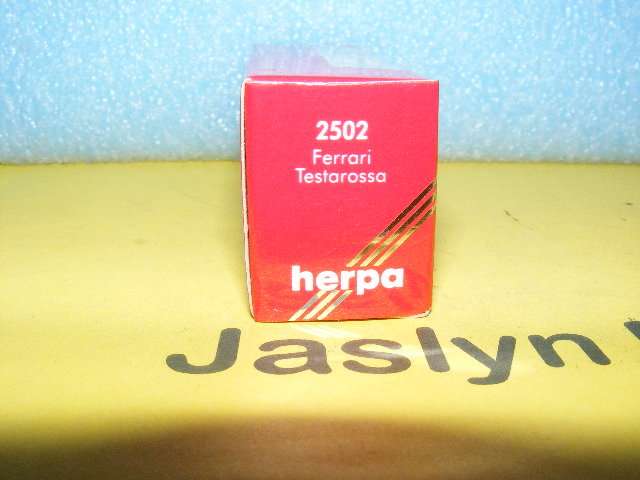 2502
Ferrari
Testarossa
herpa
Jaslyn